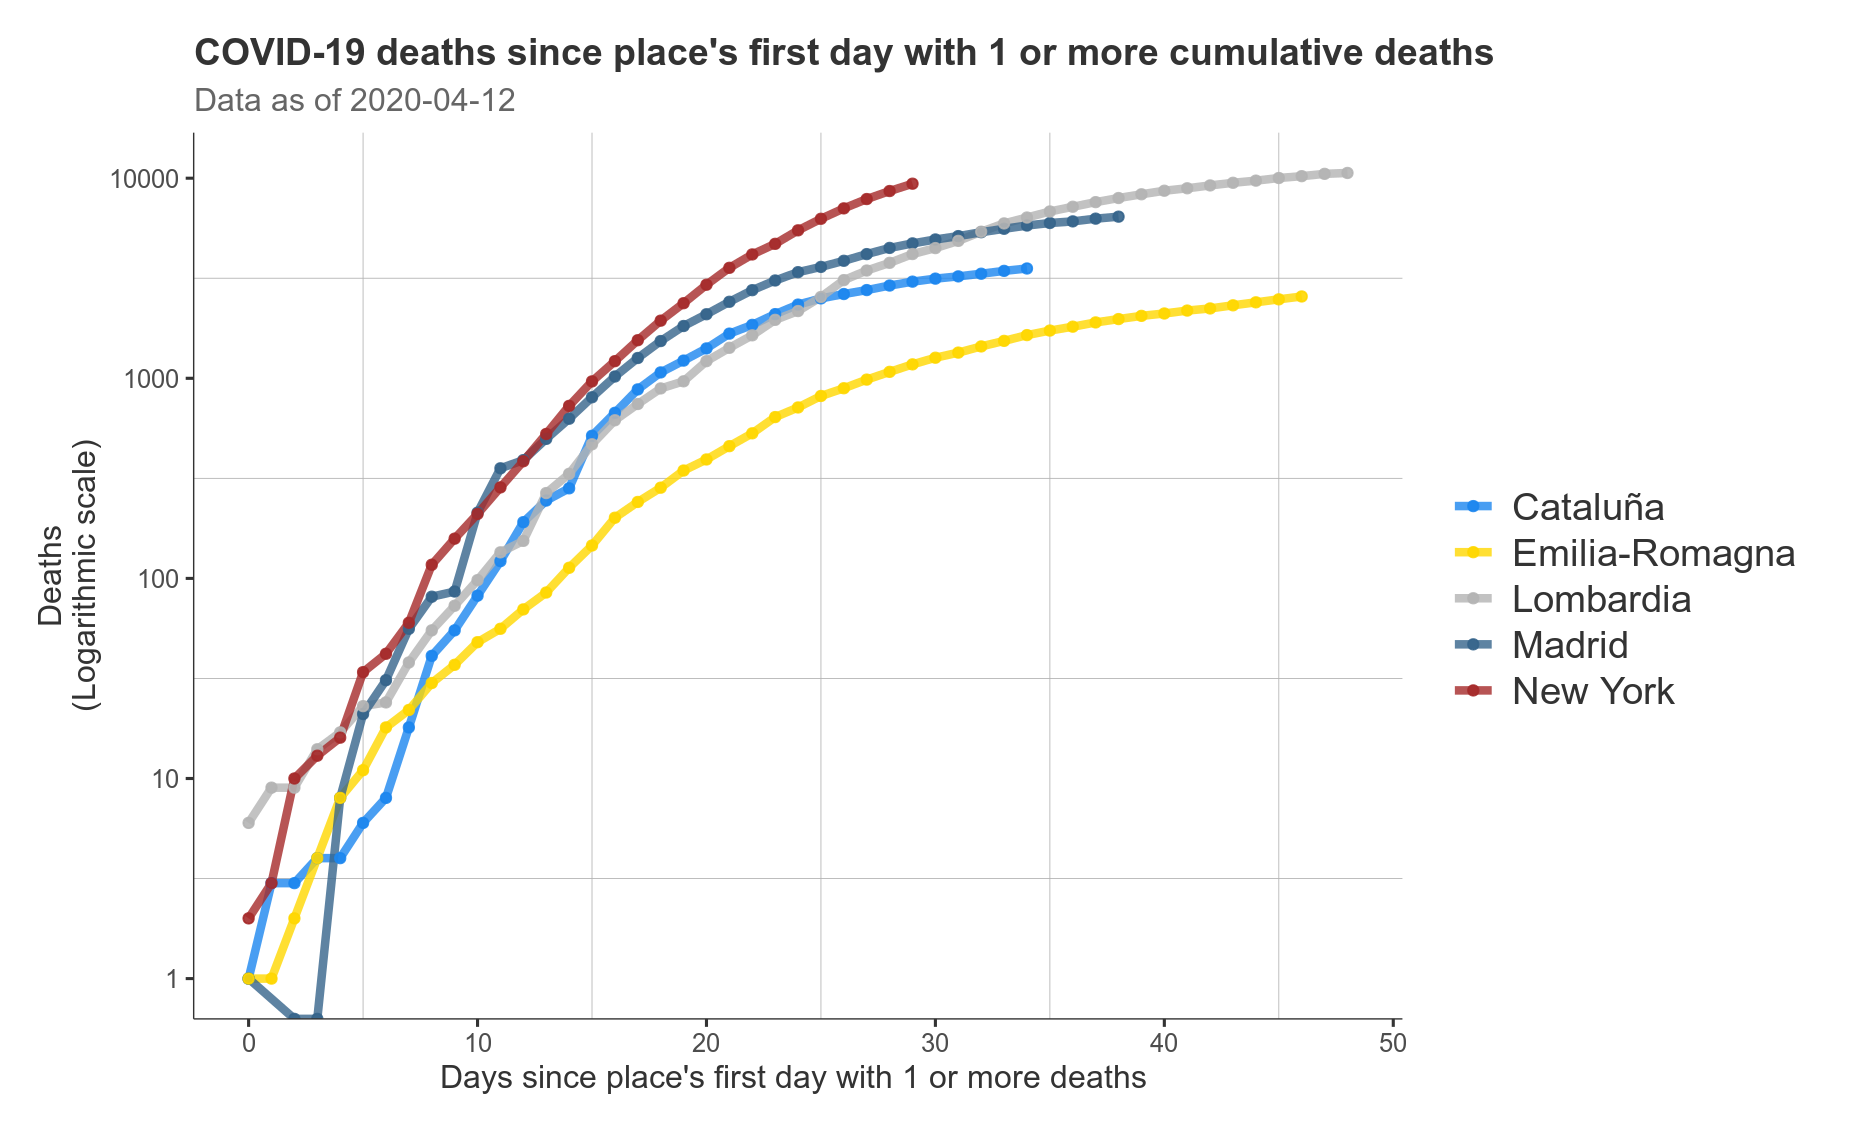 COVID-19 deaths since place's first day with 1 or more cumulative deaths
Data as of 2020-04-12
Deaths
(Logarithmic scale)
10000
1000
100
10
1
0
10
20
30
40
50
Days since place's first day with 1 or more deaths
Cataluña
Emilia-Romagna
Lombardia
Madrid
New York